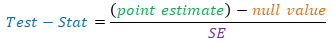 Test − Stat = (point estimate) − null value
SE